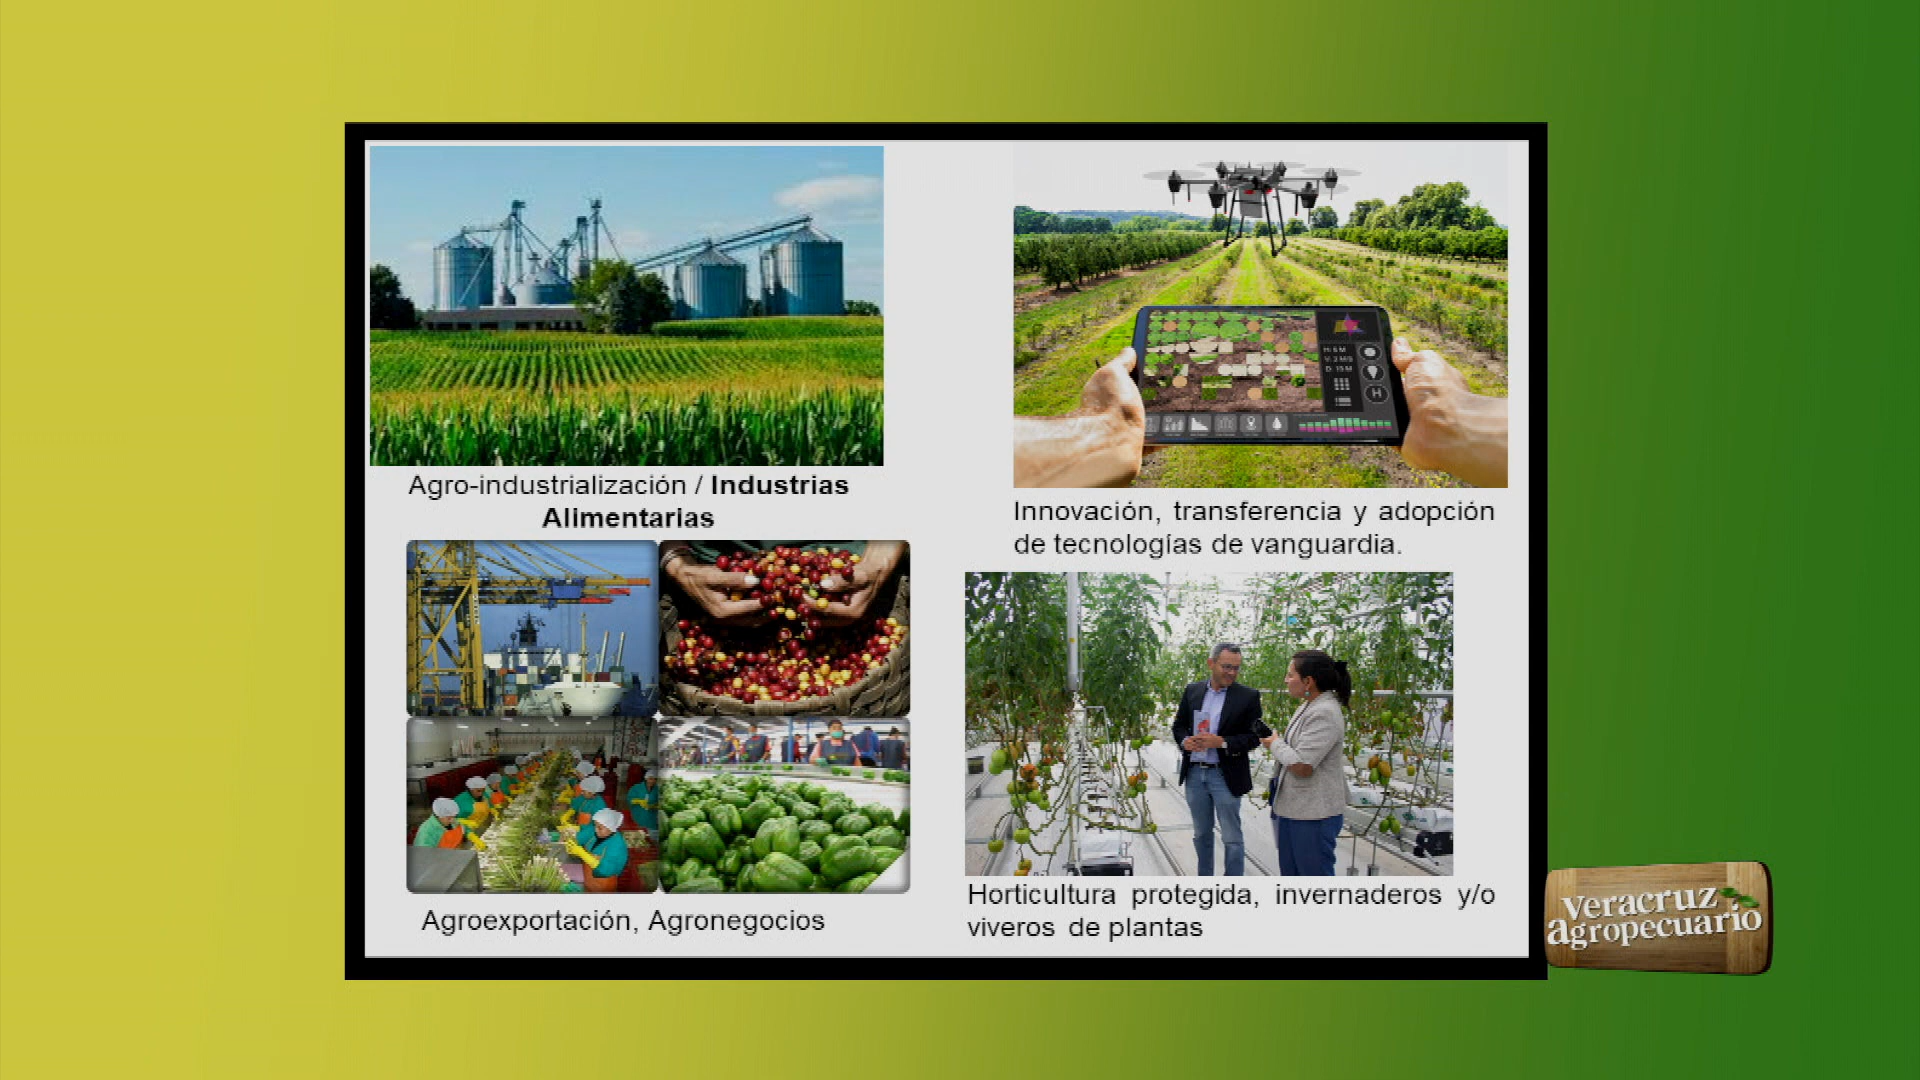 Agro-industrialización / Industrias
Alimentarias
Innovación, transferencia y adopción
de tecnologías de vanguardia.
Agroexportación, Agronegocios
Horticultura protegida, invernaderos y/o
viveros de plantas
veracruz
agropecuario